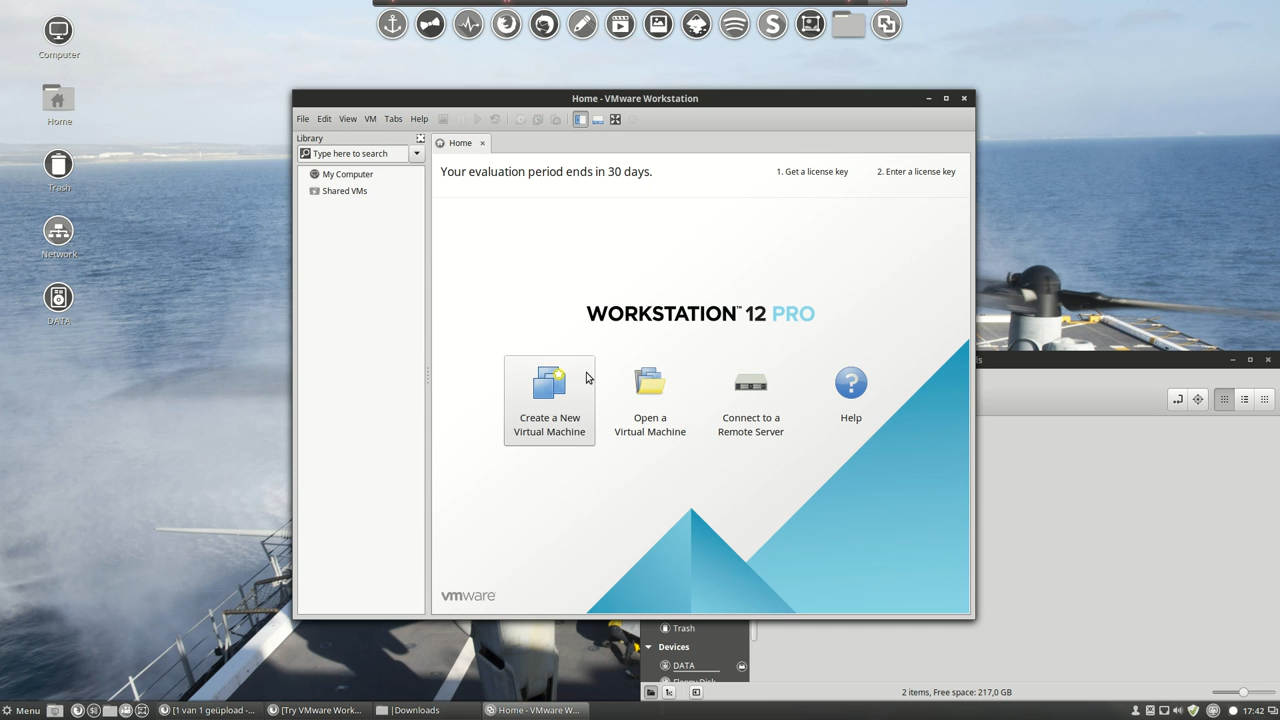 Computer
Home
Trash
Network
DATA
Home - VMware Workstation
File Edit View VM Tabs Help
Library
Type here to search
My Computer
Shared VMs
Home
Your evaluation period ends in 30 days.
1. Get a license key
2. Enter a license key
WORKSTATION™ 12 PRO
Create a New
Virtual Machine
Open a
Virtual Machine
Connect to a
Remote Server
Help
vmware
Trash
Devices
DATA
2 items, Free space: 217,0 GB
Menu
[1 van 1 geüpload -...
[Try VMware Work...
Downloads
Home - VMware W...
17:42